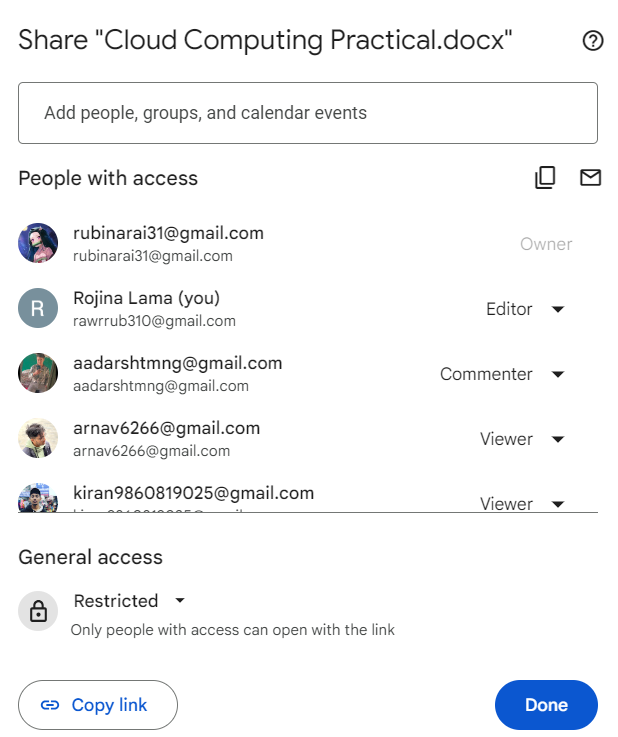 Share "Cloud Computing Practical.docx"
Add people, groups, and calendar events
People with access
rubinarai31@gmail.com
rubinarai31@gmail.com
Owner
R
Rojina Lama (you)
rawrrub310@gmail.com
Editor
aadarshtmng@gmail.com
aadarshtmng@gmail.com
Commenter
arnav6266@gmail.com
arnav6266@gmail.com
Viewer
kiran9860819025@gmail.com
Viewer
General access
Restricted
Only people with access can open with the link
Copy link
Done